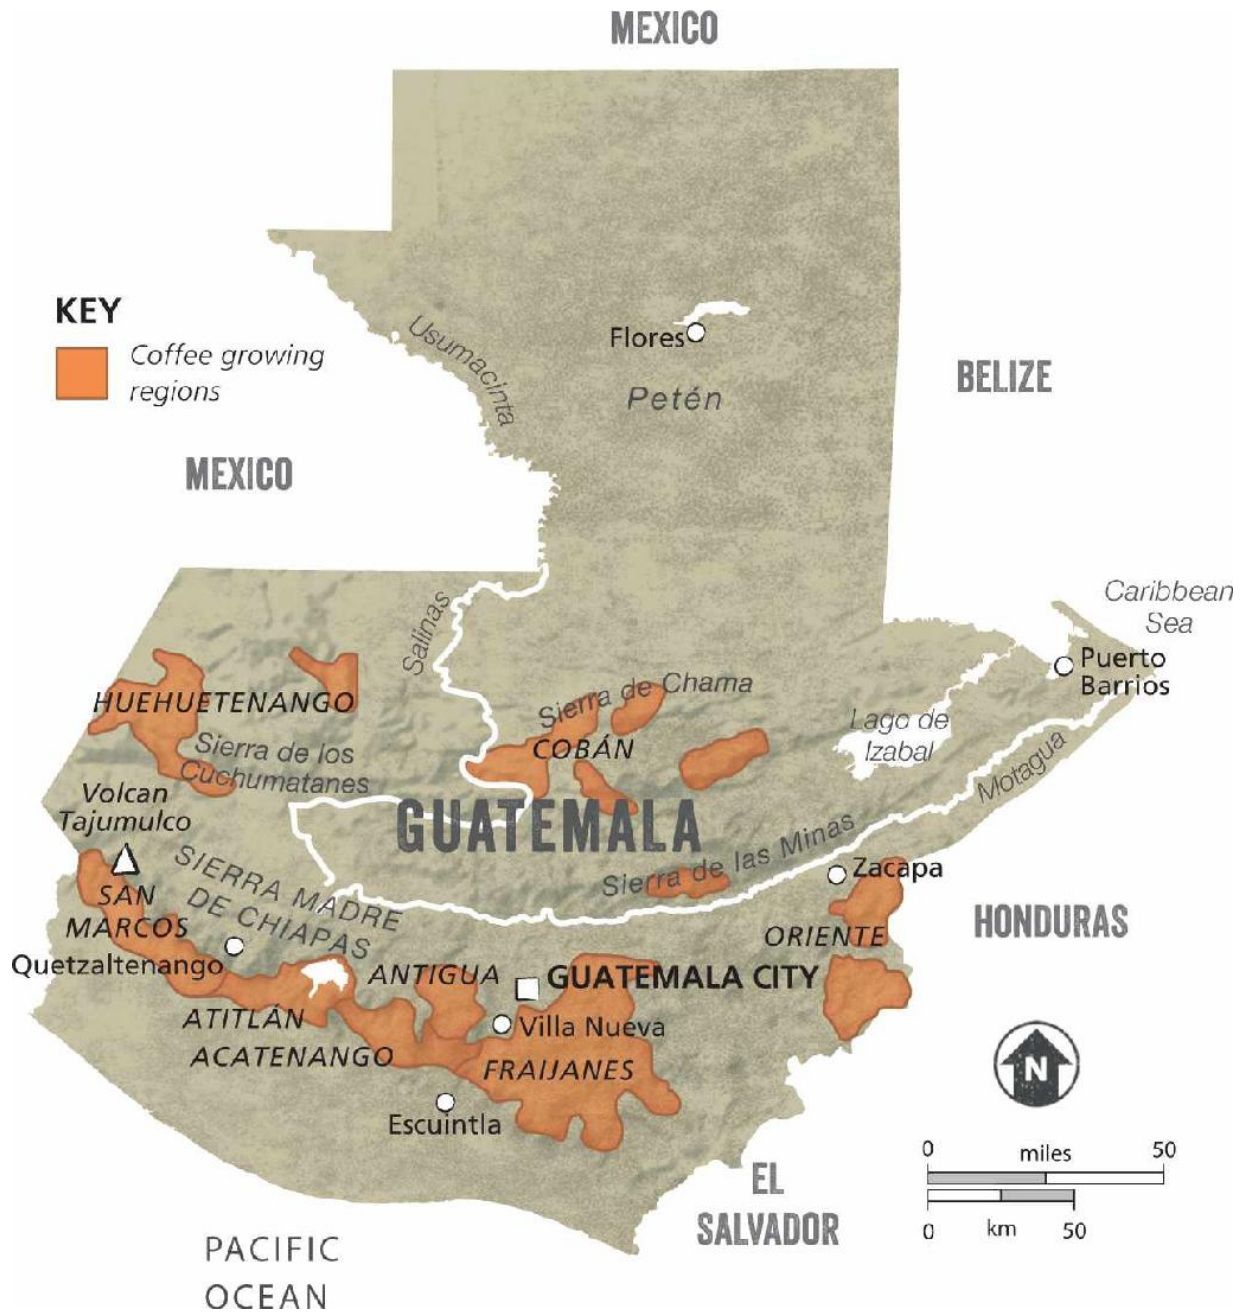 MEXICO
KEY
Coffee growing
regions
Usumacinta
Flores
Petén
BELIZE
MEXICO
Caribbean
Sea
Salinas
Puerto
Barrios
HUEHUETENANGO
Sierra de Chama
Lago de
Izabal
COBÁN
Sierra de los
Cuchumatanes
Motagua
Volcan
Tajumulco
GUATEMALA
Sierra de las Minas
Zacapa
SIERRA MADRE
DE CHIAPAS
SAN
MARCOS
HONDURAS
ORIENTE
Quetzaltenango
ANTIGUA
GUATEMALA CITY
ATITLÁN
Villa Nueva
ACATENANGO
FRAIJANES
N
Escuintla
0 miles 50
0 km 50
EL
SALVADOR
PACIFIC
OCEAN